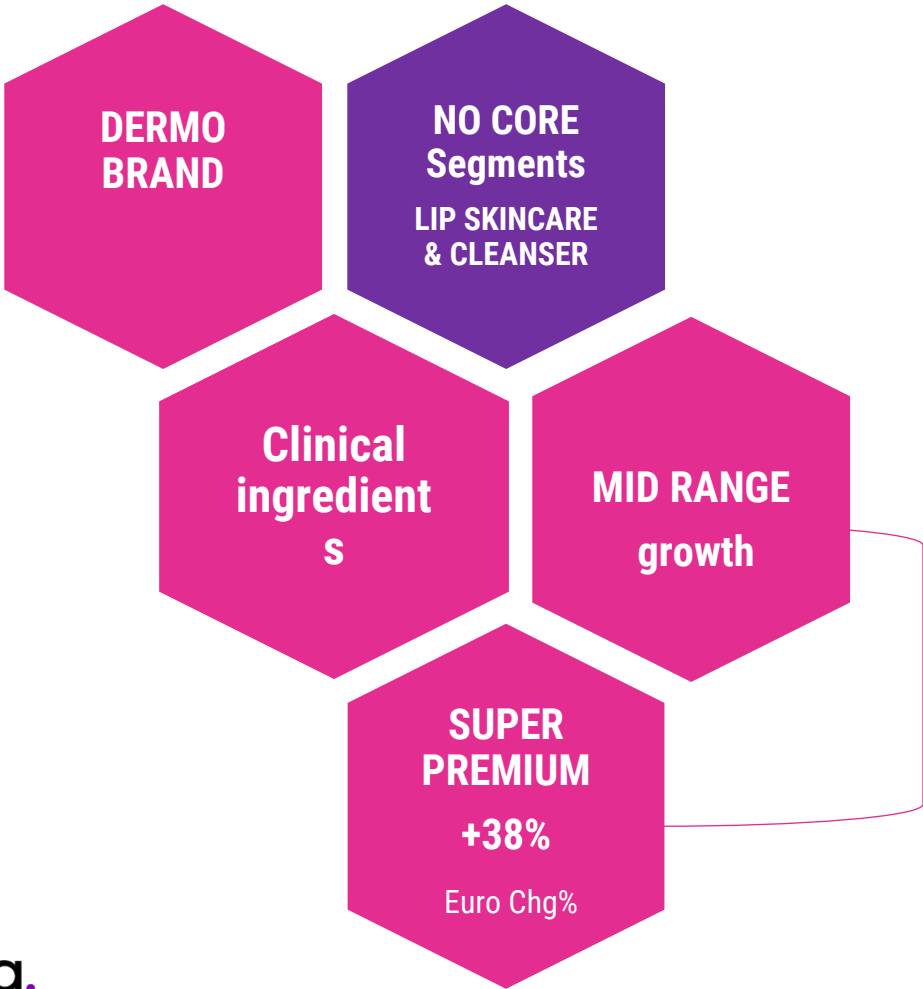 DERMO
BRAND
NO CORE
Segments
LIP SKINCARE
& CLEANSER
Clinical
ingredient
s
MID RANGE
growth
SUPER
PREMIUM
+38%
Euro Chg%